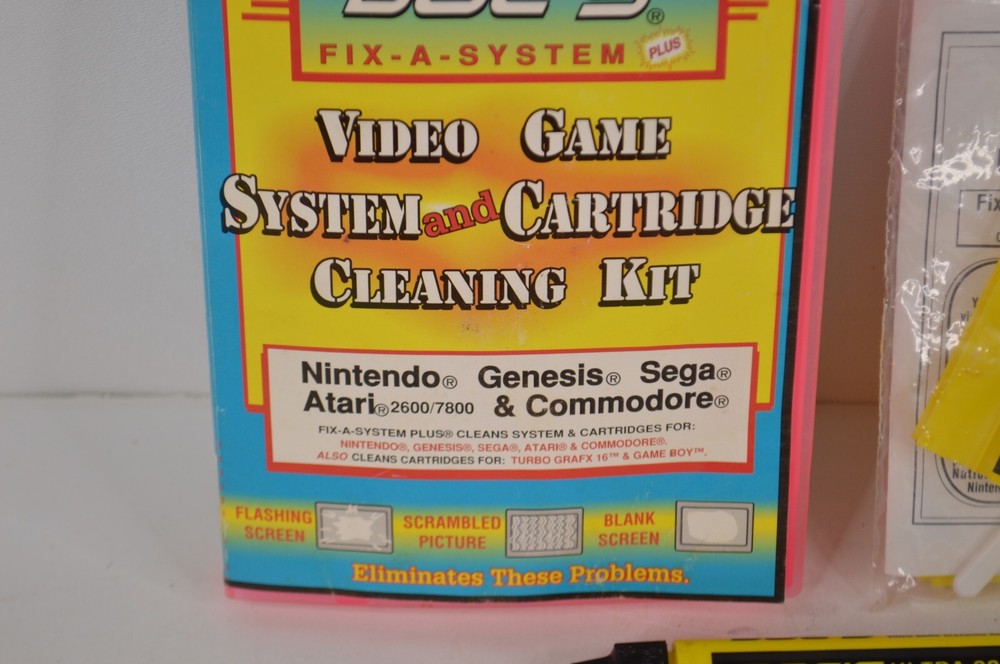 ®
FIX-A-SYSTEM PLUS
VIDEO GAME
SYSTEM and CARTRIDGE
CLEANING KIT
Nintendo® Genesis® Sega®
Atari® 2600/7800 & Commodore®
FIX-A-SYSTEM PLUS® CLEANS SYSTEM & CARTRIDGES FOR:
NINTENDO®, GENESIS®, SEGA®, ATARI® & COMMODORE®.
ALSO CLEANS CARTRIDGES FOR: TURBO GRAFX 16™ & GAME BOY™.
FLASHING
SCREEN
SCRAMBLED
PICTURE
BLANK
SCREEN
Eliminates These Problems.